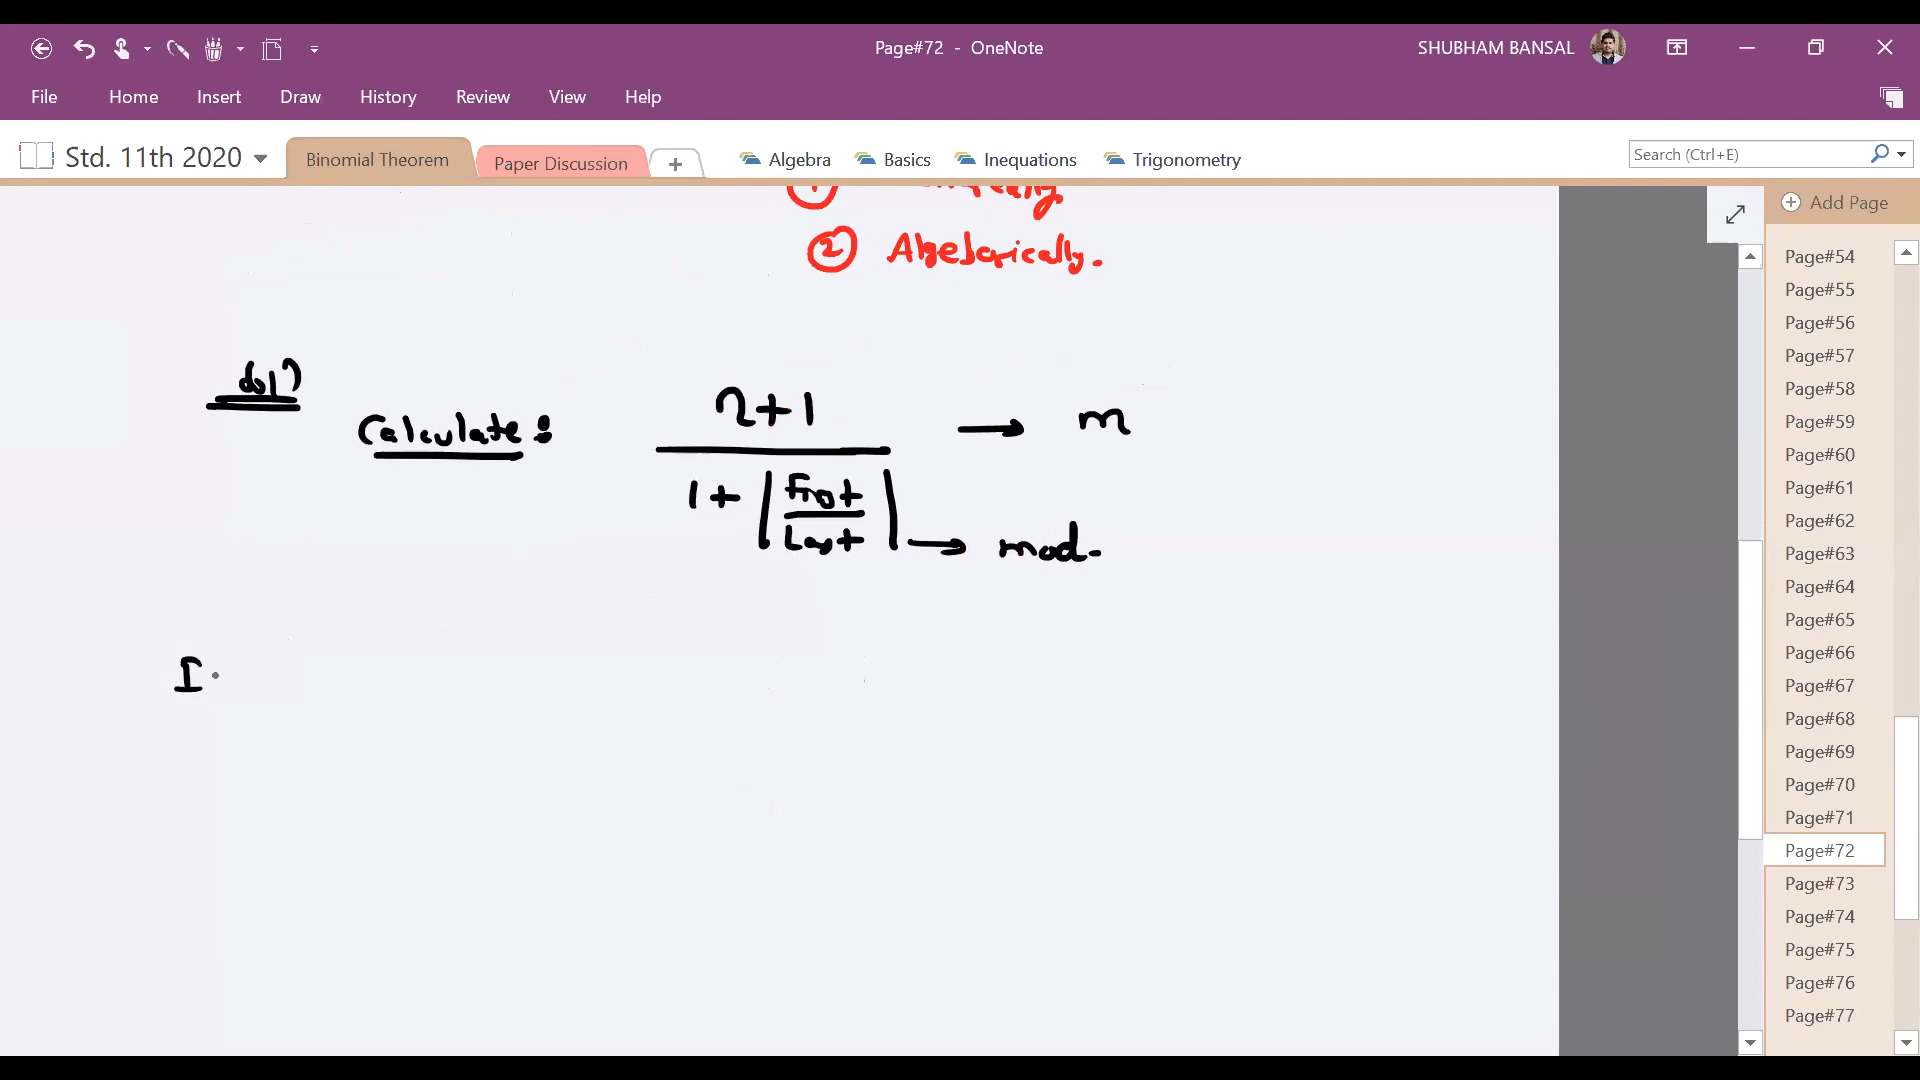 Page#72 - OneNote
SHUBHAM BANSAL
File Home Insert Draw History Review View Help
Std. 11th 2020
Binomial Theorem
Paper Discussion
+
Algebra
Basics
Inequations
Trigonometry
Search (Ctrl+E)
Add Page
①
② Algebrically.
Sol?
Calculate:
n+1 → m
1+ |First
Last| → mod.
I
Page#54
Page#55
Page#56
Page#57
Page#58
Page#59
Page#60
Page#61
Page#62
Page#63
Page#64
Page#65
Page#66
Page#67
Page#68
Page#69
Page#70
Page#71
Page#72
Page#73
Page#74
Page#75
Page#76
Page#77